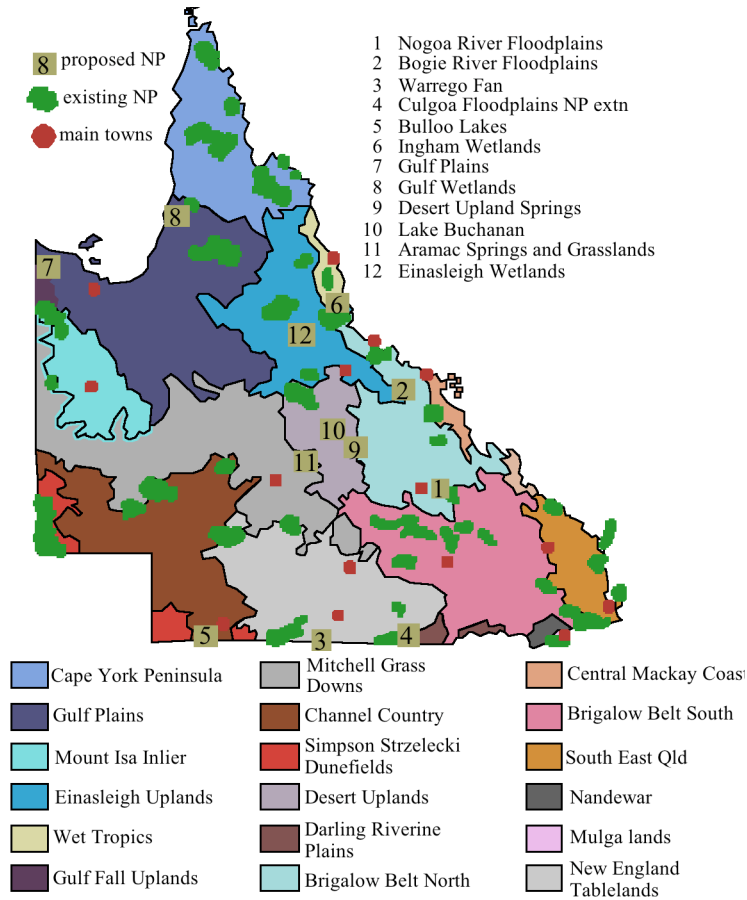 8 proposed NP
existing NP
main towns
1 Nogoa River Floodplains
2 Bogie River Floodplains
3 Warrego Fan
4 Culgoa Floodplains NP extn
5 Bulloo Lakes
6 Ingham Wetlands
7 Gulf Plains
8 Gulf Wetlands
9 Desert Upland Springs
10 Lake Buchanan
11 Aramac Springs and Grasslands
12 Einasleigh Wetlands
8
7
6
12
2
10
9
11
1
5
3
4
Cape York Peninsula
Gulf Plains
Mount Isa Inlier
Einasleigh Uplands
Wet Tropics
Gulf Fall Uplands
Mitchell Grass
Downs
Channel Country
Simpson Strzelecki
Dunefields
Desert Uplands
Darling Riverine
Plains
Brigalow Belt North
Central Mackay Coast
Brigalow Belt South
South East Qld
Nandewar
Mulga lands
New England
Tablelands